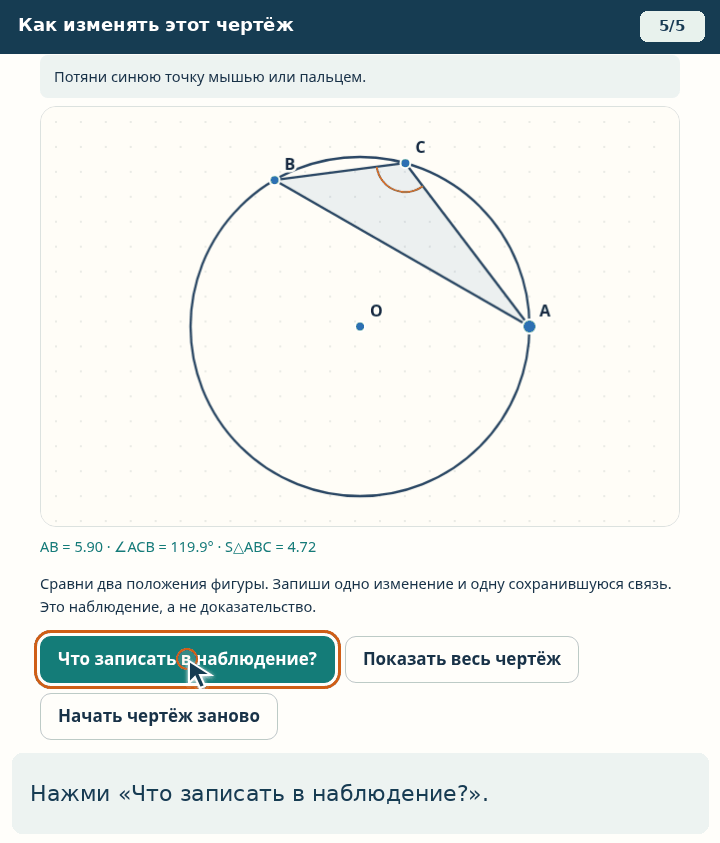 Как изменять этот чертёж
5/5
Потяни синюю точку мышью или пальцем.
B
C
O
A
AB = 5.90 · ∠ACB = 119.9° · S△ABC = 4.72
Сравни два положения фигуры. Запиши одно изменение и одну сохранившуюся связь.
Это наблюдение, а не доказательство.
Что записать в наблюдение?
Показать весь чертёж
Начать чертёж заново
Нажми «Что записать в наблюдение?».